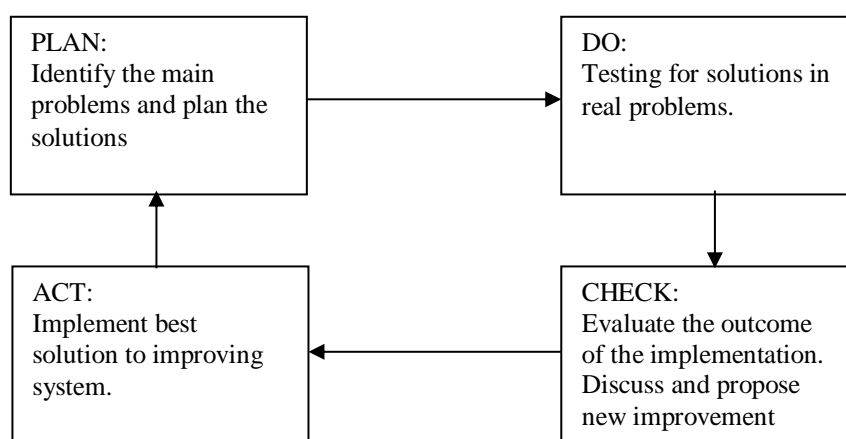 PLAN:
Identify the main
problems and plan the
solutions
DO:
Testing for solutions in
real problems.
ACT:
Implement best
solution to improving
system.
CHECK:
Evaluate the outcome
of the implementation.
Discuss and propose
new improvement